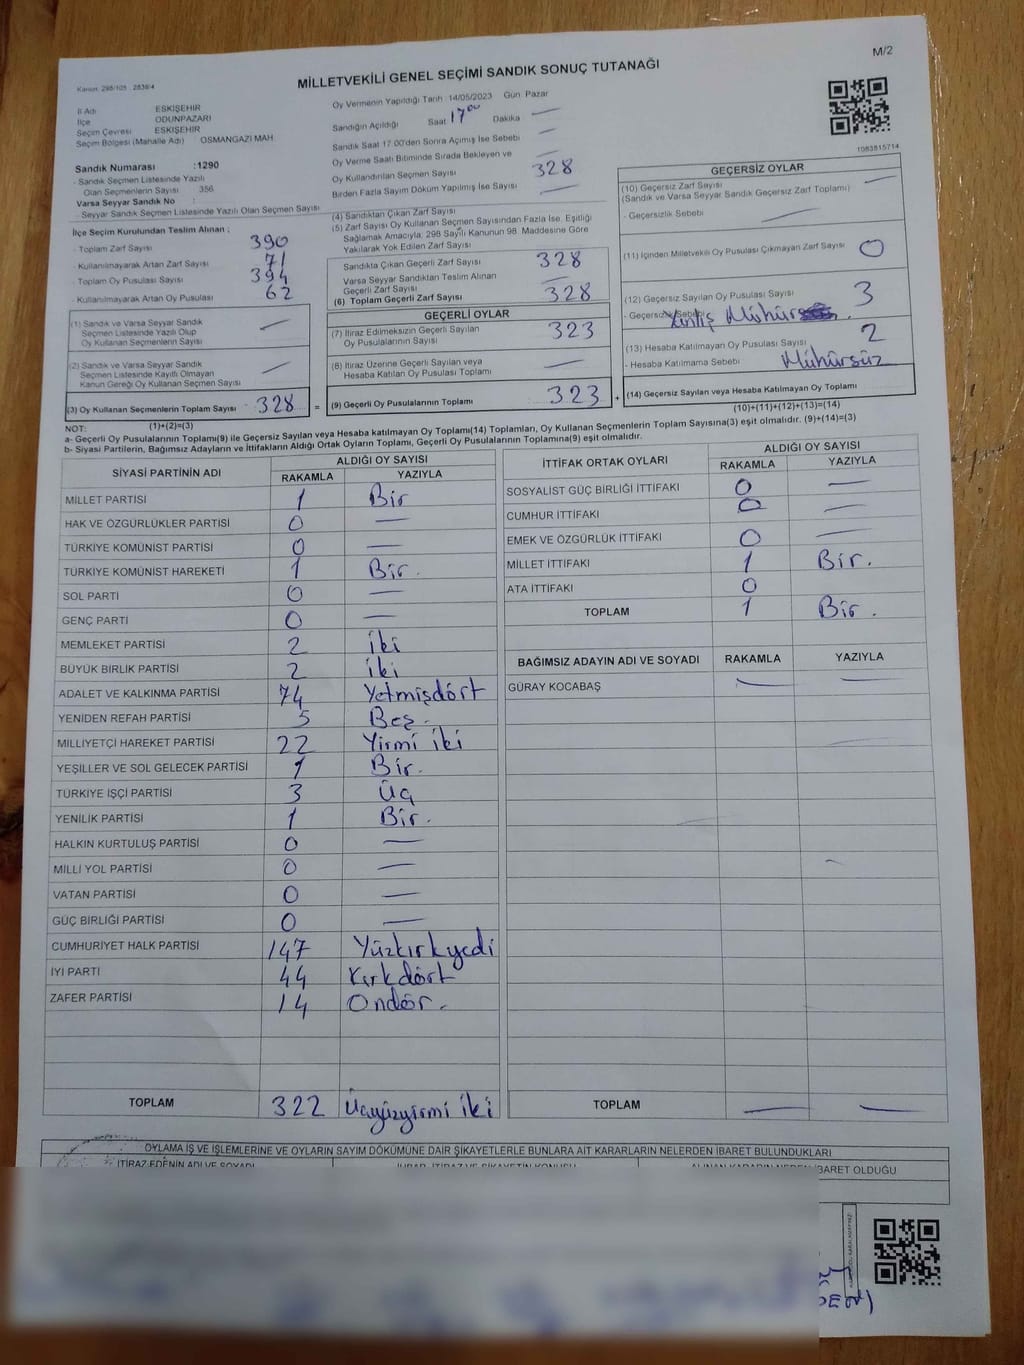 M/2
MİLLETVEKİLİ GENEL SEÇİMİ SANDIK SONUÇ TUTANAĞI
Kanun: 298/105 2839/4
İl Adı ESKİŞEHİR
İlçe ODUNPAZARI
Seçim Çevresi ESKİŞEHİR
Seçim Bölgesi (Mahalle Adı) OSMANGAZİ MAH.
Sandık Numarası :1290
- Sandık Seçmen Listesinde Yazılı
Olan Seçmenlerin Sayısı 356
Varsa Seyyar Sandık No :
- Seyyar Sandık Seçmen Listesinde Yazılı Olan Seçmen Sayısı
İlçe Seçim Kurulundan Teslim Alınan ;
- Toplam Zarf Sayısı 390
- Kullanılmayarak Artan Zarf Sayısı 71
- Toplam Oy Pusulası Sayısı 394
- Kullanılmayarak Artan Oy Pusulası 62
(1) Sandık ve Varsa Seyyar Sandık
Seçmen Listesinde Yazılı Olup
Oy Kullanan Seçmenlerin Sayısı —
(2) Sandık ve Varsa Seyyar Sandık
Seçmen Listesinde Kayıtlı Olmayan
Kanun Gereği Oy Kullanan Seçmen Sayısı —
(3) Oy Kullanan Seçmenlerin Toplam Sayısı 328 =
Oy Vermenin Yapıldığı Tarih 14/05/2023 Gün Pazar
Sandığın Açıldığı Saat 17 00 Dakika —
Sandık Saat 17.00'den Sonra Açımış İse Sebebi —
Oy Verme Saati Bitiminde Sırada Bekleyen ve —
Oy Kullandırılan Seçmen Sayısı 328
Birden Fazla Sayım Döküm Yapılmış İse Sayısı —
(4) Sandıktan Çıkan Zarf Sayısı
(5) Zarf Sayısı Oy Kullanan Seçmen Sayısından Fazla İse, Eşitliği
Sağlamak Amacıyla; 298 Sayılı Kanunun 98. Maddesine Göre
Yakılarak Yok Edilen Zarf Sayısı
Sandıkta Çıkan Geçerli Zarf Sayısı 328
Varsa Seyyar Sandıktan Teslim Alınan
Geçerli Zarf Sayısı —
(6) Toplam Geçerli Zarf Sayısı 328
GEÇERLİ OYLAR
(7) İtiraz Edilmeksizin Geçerli Sayılan
Oy Pusulalarının Sayısı 323
(8) İtiraz Üzerine Geçerli Sayılan veya
Hesaba Katılan Oy Pusulası Toplamı —
(9) Geçerli Oy Pusulalarının Toplamı 323 +
1083815714
GEÇERSİZ OYLAR
(10) Geçersiz Zarf Sayısı
(Sandık ve Varsa Seyyar Sandık Geçersiz Zarf Toplamı) —
- Geçersizlik Sebebi —
(11) İçinden Milletvekili Oy Pusulası Çıkmayan Zarf Sayısı 0
(12) Geçersiz Sayılan Oy Pusulası Sayısı 3
- Geçersizlik Sebebi Yanlış Mühür
(13) Hesaba Katılmayan Oy Pusulası Sayısı 2
- Hesaba Katılmama Sebebi Mühürsüz
(14) Geçersiz Sayılan veya Hesaba Katılmayan Oy Toplamı
(1)+(2)=(3)
(10)+(11)+(12)+(13)=(14)
NOT:
a- Geçerli Oy Pusulalarının Toplamı(9) ile Geçersiz Sayılan veya Hesaba katılmayan Oy Toplamı(14) Toplamları, Oy Kullanan Seçmenlerin Toplam Sayısına(3) eşit olmalıdır. (9)+(14)=(3)
b- Siyasi Partilerin, Bağımsız Adayların ve İttifakların Aldığı Ortak Oyların Toplamı, Geçerli Oy Pusulalarının Toplamına(9) eşit olmalıdır.
SİYASİ PARTİNİN ADI ALDIĞI OY SAYISI
RAKAMLA YAZIYLA
MİLLET PARTİSİ 1 Bir
HAK VE ÖZGÜRLÜKLER PARTİSİ 0 —
TÜRKİYE KOMÜNİST PARTİSİ 0 —
TÜRKİYE KOMÜNİST HAREKETİ 1 Bir.
SOL PARTİ 0 —
GENÇ PARTİ 0 —
MEMLEKET PARTİSİ 2 iki
BÜYÜK BİRLİK PARTİSİ 2 iki
ADALET VE KALKINMA PARTİSİ 74 Yetmişdört
YENİDEN REFAH PARTİSİ 5 Beş.
MİLLİYETÇİ HAREKET PARTİSİ 22 Yirmi iki
YEŞİLLER VE SOL GELECEK PARTİSİ 1 Bir.
TÜRKİYE İŞÇİ PARTİSİ 3 Üç
YENİLİK PARTİSİ 1 Bir.
HALKIN KURTULUŞ PARTİSİ 0 —
MİLLİ YOL PARTİSİ 0 —
VATAN PARTİSİ 0 —
GÜÇ BİRLİĞİ PARTİSİ 0 —
CUMHURİYET HALK PARTİSİ 147 Yüzkırkyedi
İYİ PARTİ 44 Kırkdört
ZAFER PARTİSİ 14 Ondör.
TOPLAM 322 Üçyüzyirmi iki
İTTİFAK ORTAK OYLARI ALDIĞI OY SAYISI
RAKAMLA YAZIYLA
SOSYALİST GÜÇ BİRLİĞİ İTTİFAKI 0 —
CUMHUR İTTİFAKI 0 —
EMEK VE ÖZGÜRLÜK İTTİFAKI 0 —
MİLLET İTTİFAKI 1 Bir.
ATA İTTİFAKI 0
TOPLAM 1 Bir.
BAĞIMSIZ ADAYIN ADI VE SOYADI RAKAMLA YAZIYLA
GÜRAY KOCABAŞ — —
TOPLAM — —
OYLAMA İŞ VE İŞLEMLERİNE VE OYLARIN SAYIM DÖKÜMÜNE DAİR ŞİKAYETLERLE BUNLARA AİT KARARLARIN NELERDEN İBARET BULUNDUKLARI
İTİRAZ EDENİN ADI VE SOYADI